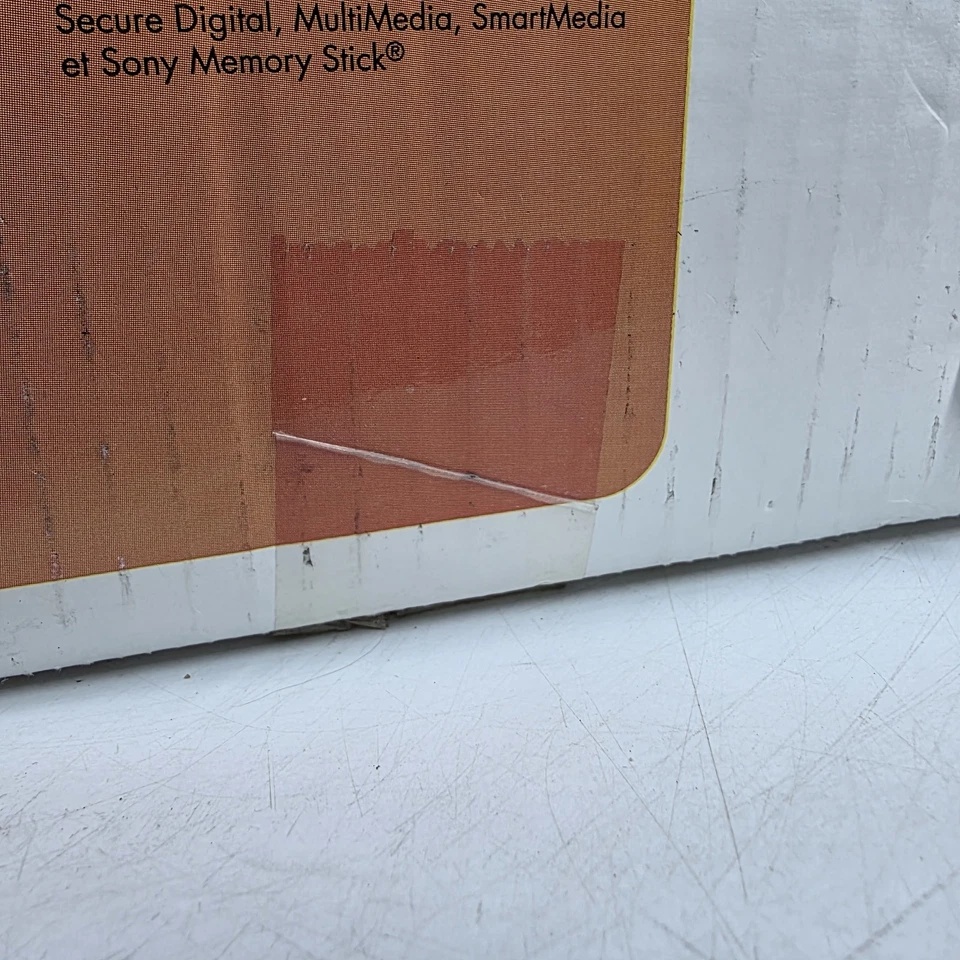 Secure Digital, MultiMedia, SmartMedia
et Sony Memory Stick®